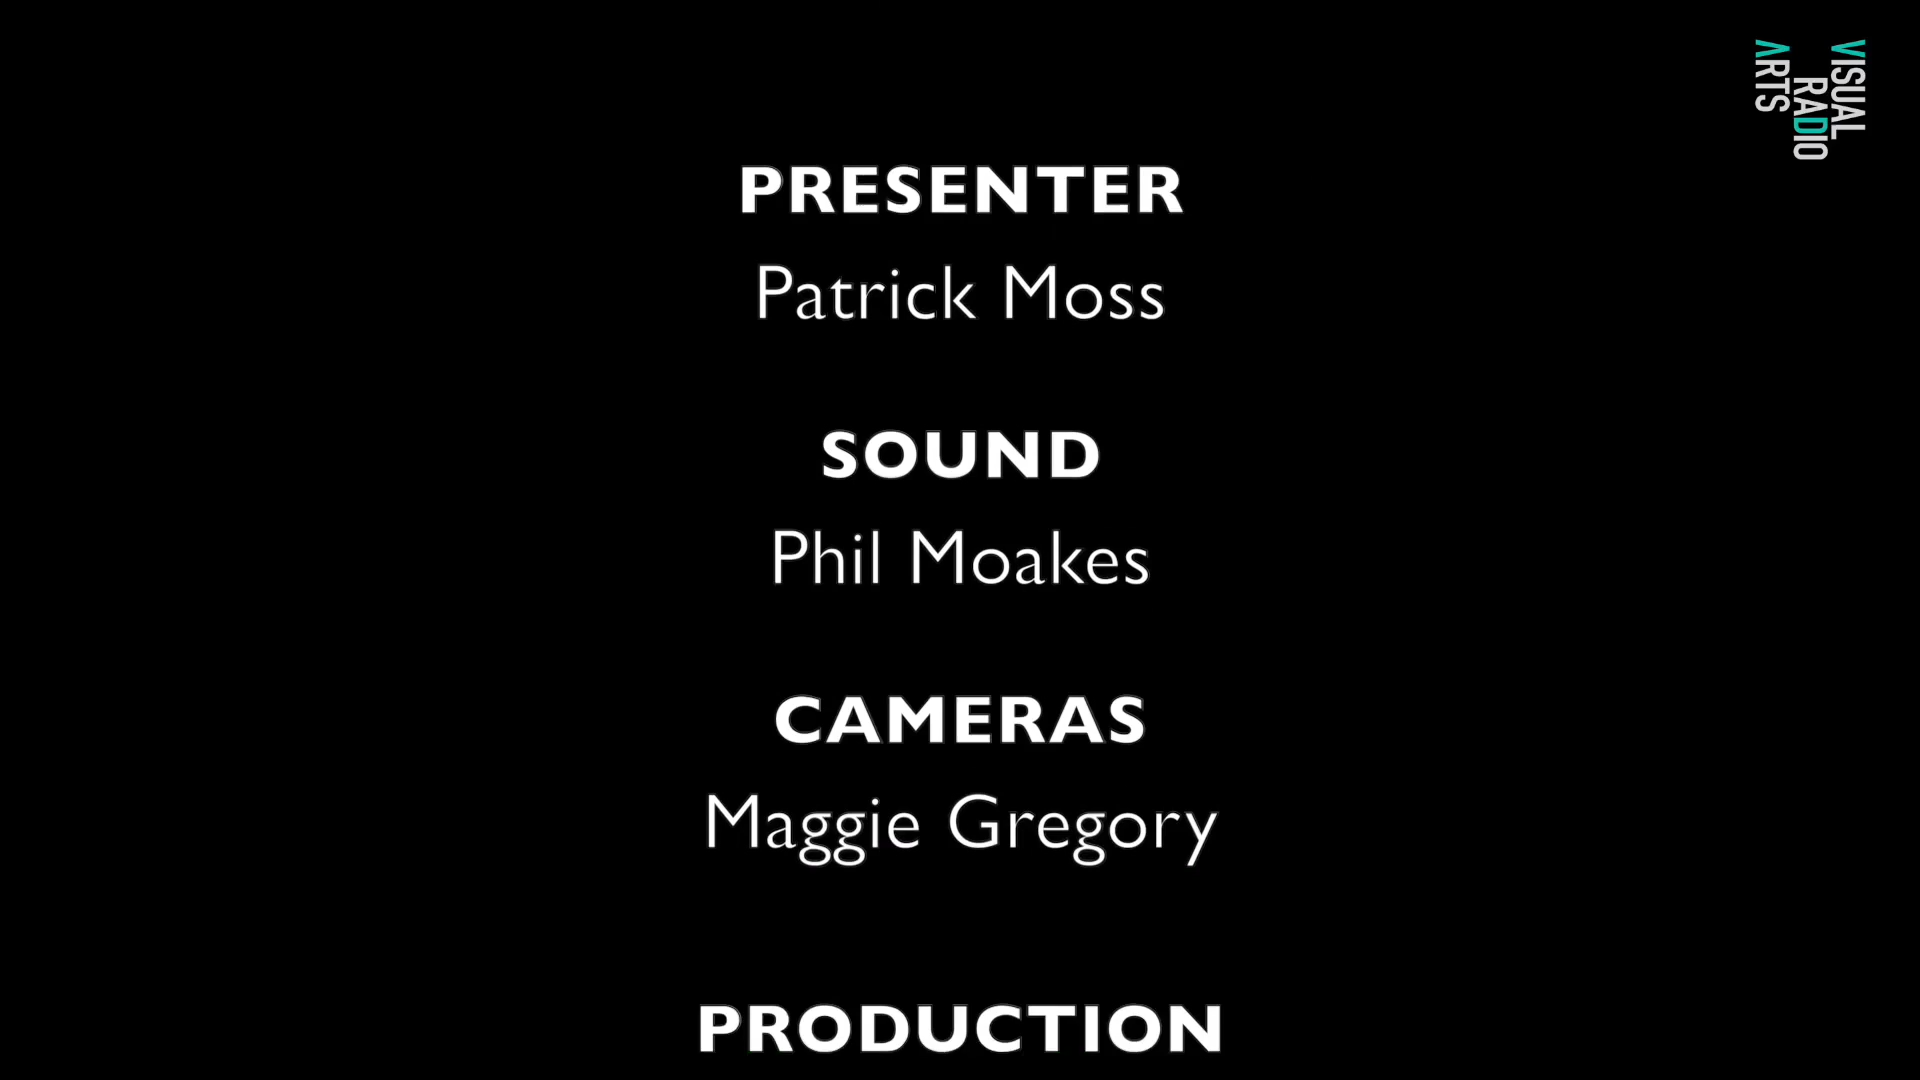 VISUAL
RADIO
ARTS
PRESENTER
Patrick Moss
SOUND
Phil Moakes
CAMERAS
Maggie Gregory
PRODUCTION